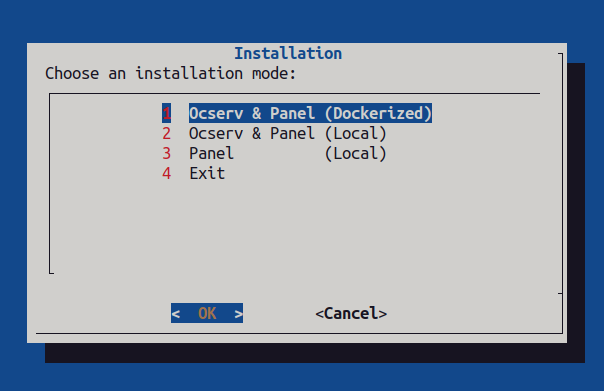 Installation
Choose an installation mode:
1 Ocserv & Panel (Dockerized)
2 Ocserv & Panel (Local)
3 Panel (Local)
4 Exit
< OK > <Cancel>